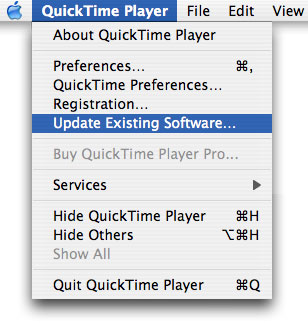 QuickTime Player File Edit View
About QuickTime Player
Preferences... ⌘,
QuickTime Preferences...
Registration...
Update Existing Software...
Buy QuickTime Player Pro...
Services
Hide QuickTime Player ⌘H
Hide Others ⌥⌘H
Show All
Quit QuickTime Player ⌘Q